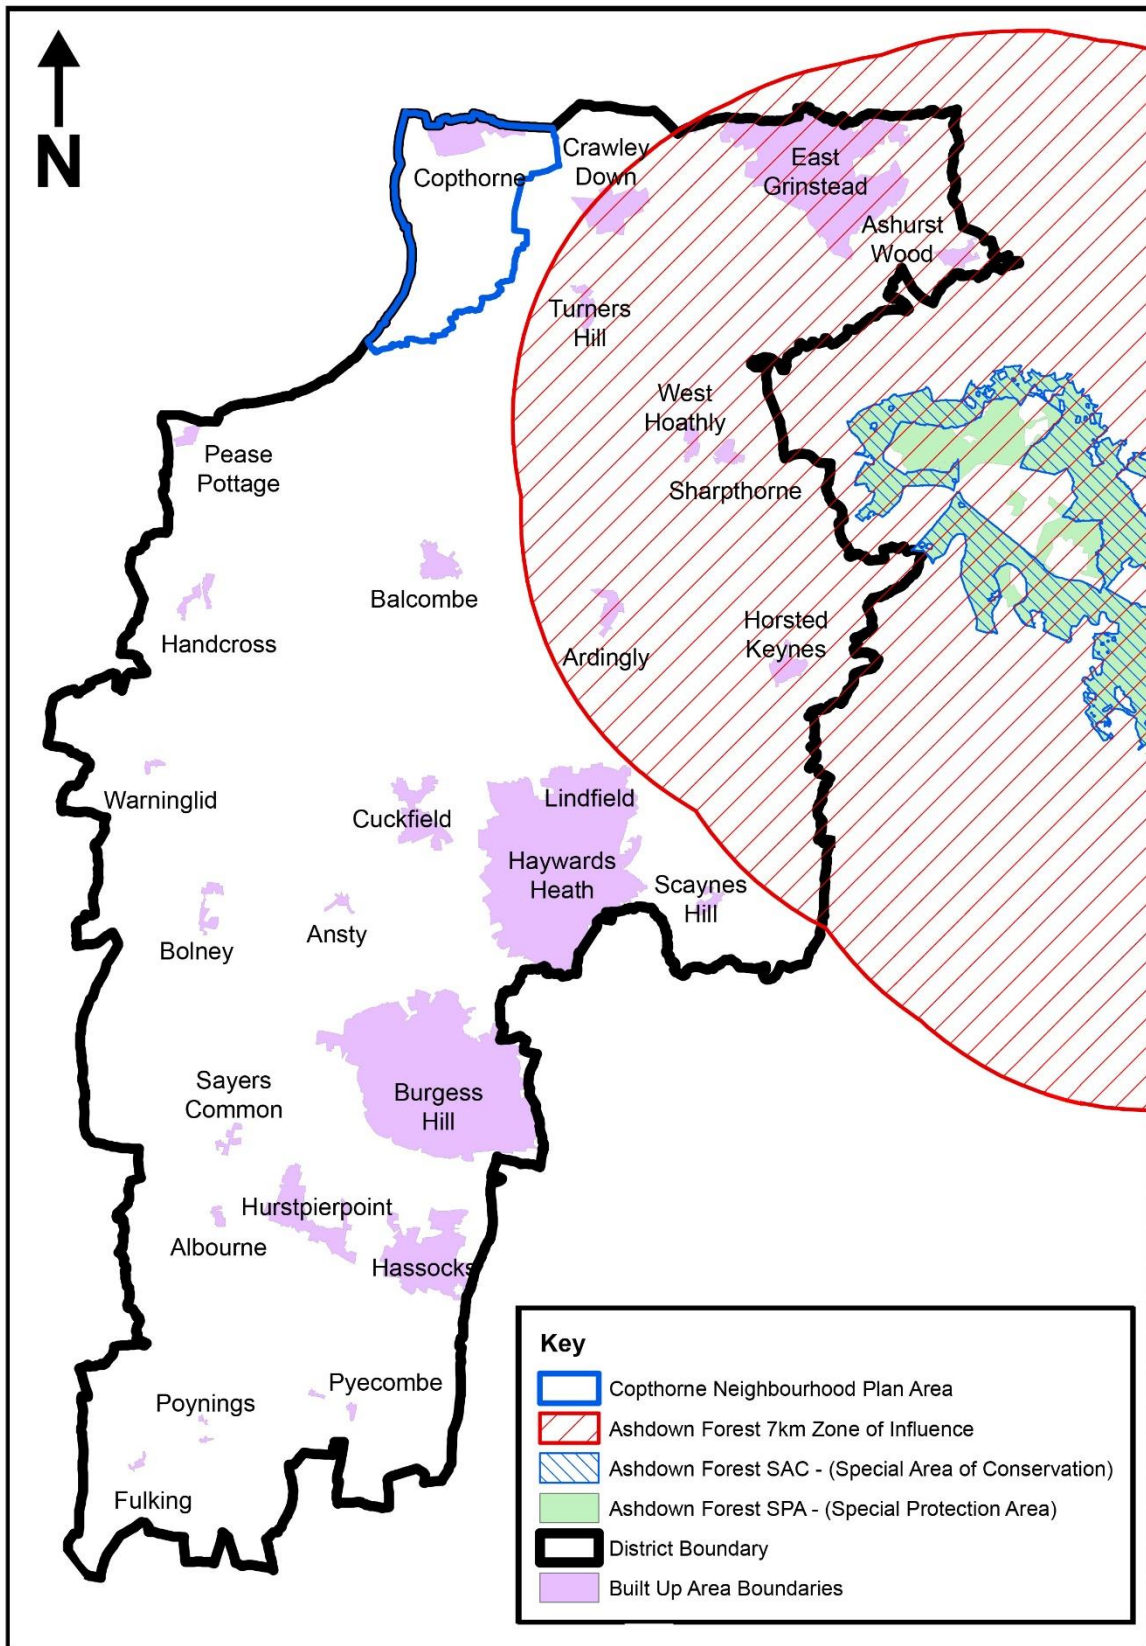 N
Copthorne
Crawley
Down
East
Grinstead
Ashurst
Wood
Turners
Hill
West
Hoathly
Sharpthorne
Pease
Pottage
Balcombe
Handcross
Ardingly
Horsted
Keynes
Warninglid
Cuckfield
Lindfield
Haywards
Heath
Scaynes
Hill
Bolney
Ansty
Sayers
Common
Burgess
Hill
Hurstpierpoint
Albourne
Hassocks
Pyecombe
Poynings
Fulking
Key
Copthorne Neighbourhood Plan Area
Ashdown Forest 7km Zone of Influence
Ashdown Forest SAC - (Special Area of Conservation)
Ashdown Forest SPA - (Special Protection Area)
District Boundary
Built Up Area Boundaries